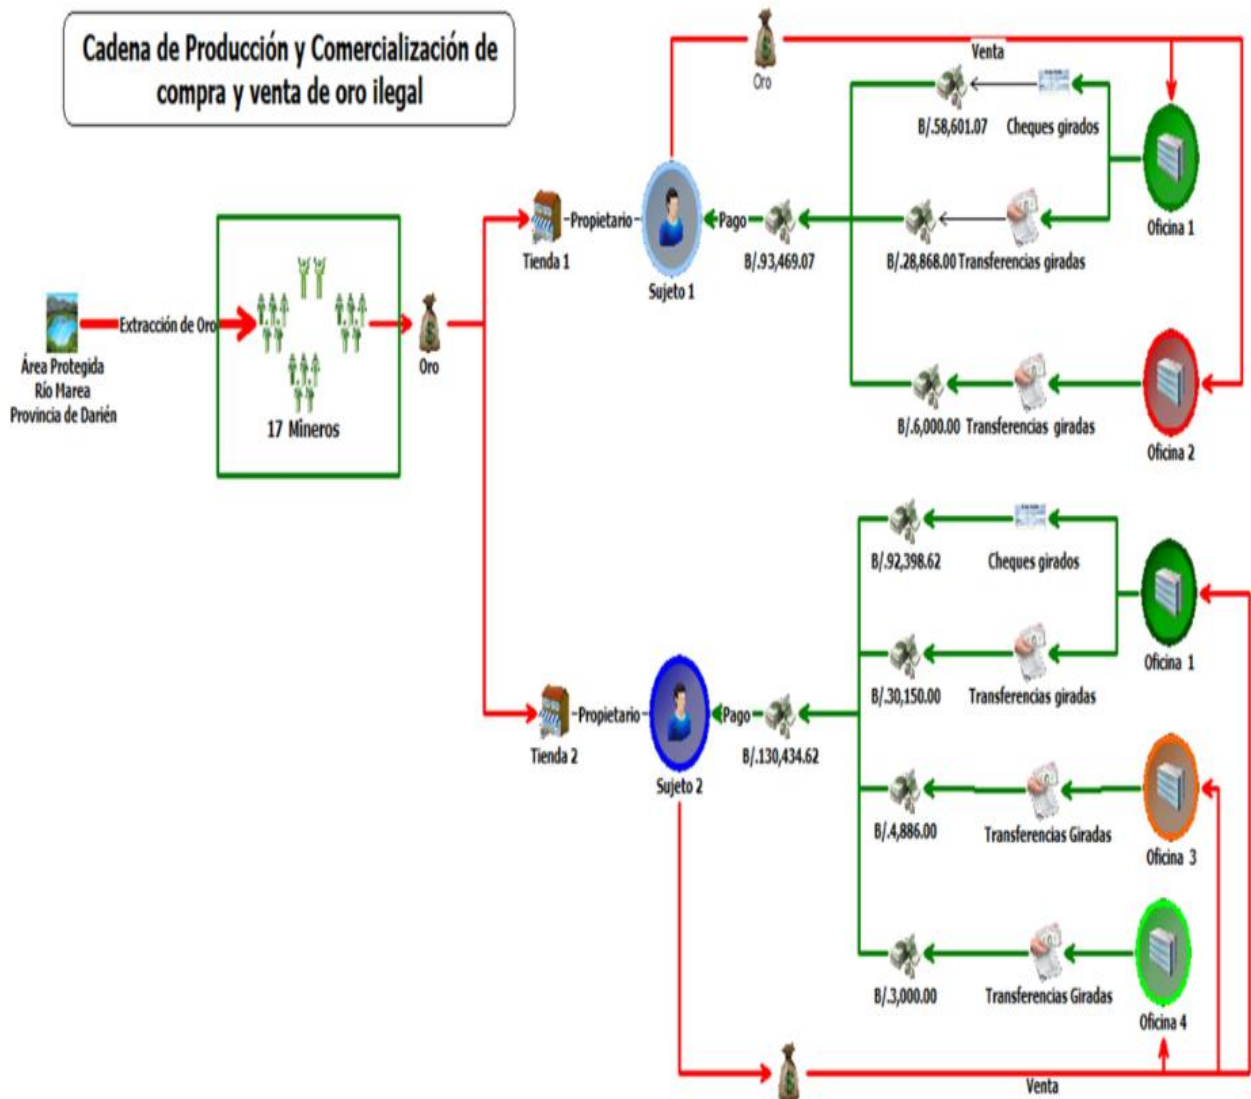 Cadena de Producción y Comercialización de
compra y venta de oro ilegal
Oro
Venta
B/.58,601.07
Cheques girados
Oficina 1
Tienda 1
Propietario
Sujeto 1
Pago
B/.93,469.07
B/.28,868.00
Transferencias giradas
Extracción de Oro
Área Protegida
Río Marea
Provincia de Darién
17 Mineros
Oro
B/.6,000.00
Transferencias giradas
Oficina 2
B/.92,398.62
Cheques girados
Oficina 1
B/.30,150.00
Transferencias giradas
Tienda 2
Propietario
Sujeto 2
Pago
B/.130,434.62
B/.4,886.00
Transferencias Giradas
Oficina 3
B/.3,000.00
Transferencias Giradas
Oficina 4
Venta